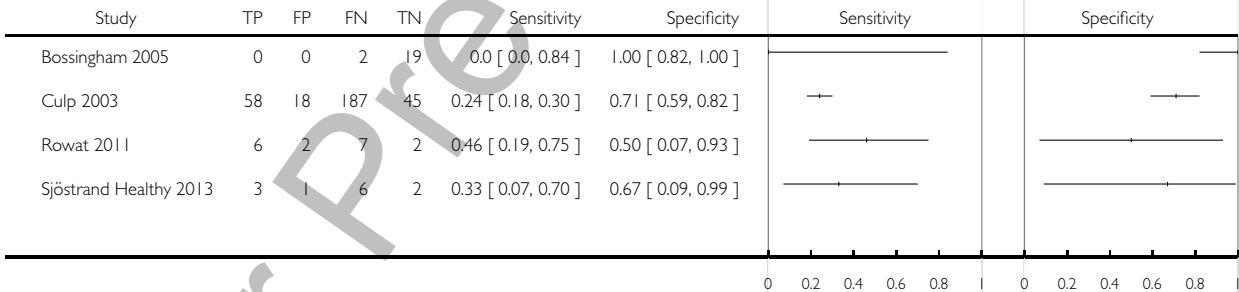 Study TP FP FN TN Sensitivity Specificity Sensitivity Specificity
Bossingham 2005 0 0 2 19 0.0 [ 0.0, 0.84 ] 1.00 [ 0.82, 1.00 ]
Culp 2003 58 18 187 45 0.24 [ 0.18, 0.30 ] 0.71 [ 0.59, 0.82 ]
Rowat 2011 6 2 7 2 0.46 [ 0.19, 0.75 ] 0.50 [ 0.07, 0.93 ]
Sjöstrand Healthy 2013 3 1 6 2 0.33 [ 0.07, 0.70 ] 0.67 [ 0.09, 0.99 ]
0 0.2 0.4 0.6 0.8 1 0 0.2 0.4 0.6 0.8 1
r Pre